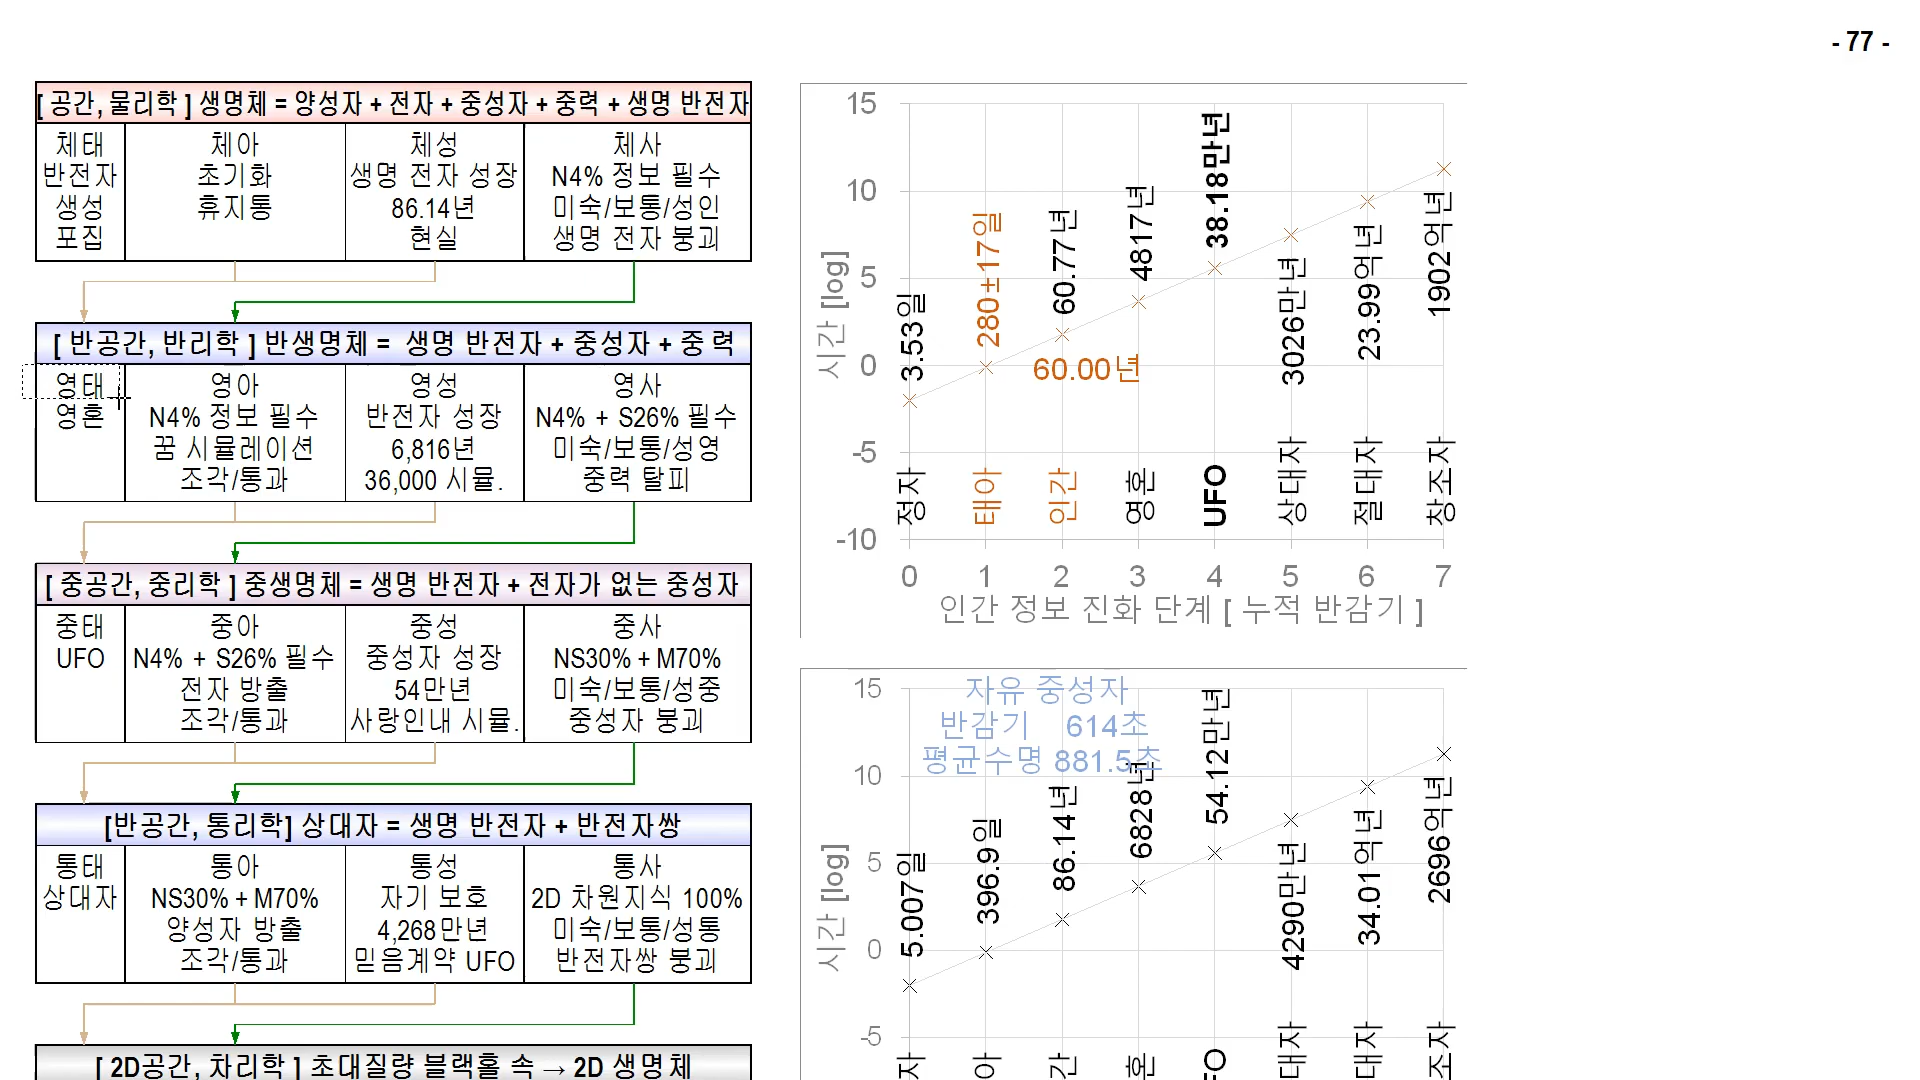 - 77 -
[ 공간, 물리학 ] 생명체 = 양성자 + 전자 + 중성자 + 중력 + 생명 반전자
체태
반전자
생성
포집
체아
초기화
휴지통
체성
생명 전자 성장
86.14년
현실
체사
N4% 정보 필수
미숙/보통/성인
생명 전자 붕괴
[ 반공간, 반리학 ] 반생명체 = 생명 반전자 + 중성자 + 중 력
영태
영혼
영아
N4% 정보 필수
꿈 시뮬레이션
조각/통과
영성
반전자 성장
6,816년
36,000 시뮬.
영사
N4% + S26% 필수
미숙/보통/성영
중력 탈피
[ 중공간, 중리학 ] 중생명체 = 생명 반전자 + 전자가 없는 중성자
중태
UFO
중아
N4% + S26% 필수
전자 방출
조각/통과
중성
중성자 성장
54만년
사랑인내 시뮬.
중사
NS30% + M70%
미숙/보통/성중
중성자 붕괴
[반공간, 통리학] 상대자 = 생명 반전자 + 반전자쌍
통태
상대자
통아
NS30% + M70%
양성자 방출
조각/통과
통성
자기 보호
4,268만년
믿음계약 UFO
통사
2D 차원지식 100%
미숙/보통/성통
반전자쌍 붕괴
[ 2D공간, 차리학 ] 초대질량 블랙홀 속 → 2D 생명체
15
10
5
0
-5
-10
시간 [log]
3.53일
280±17일
60.77년
60.00년
4817년
38.18만년
3026만년
23.99억년
1902억년
정자
태아
인간
영혼
UFO
상대자
절대자
창조자
0 1 2 3 4 5 6 7
인간 정보 진화 단계 [ 누적 반감기 ]
자유 중성자
반감기 614초
평균수명 881.5초
15
10
5
0
-5
시간 [log]
5.007일
396.9일
86.14년
6828년
54.12만년
4290만년
34.01억년
2696억년
자
아
간
혼
FO
대자
대자
조자